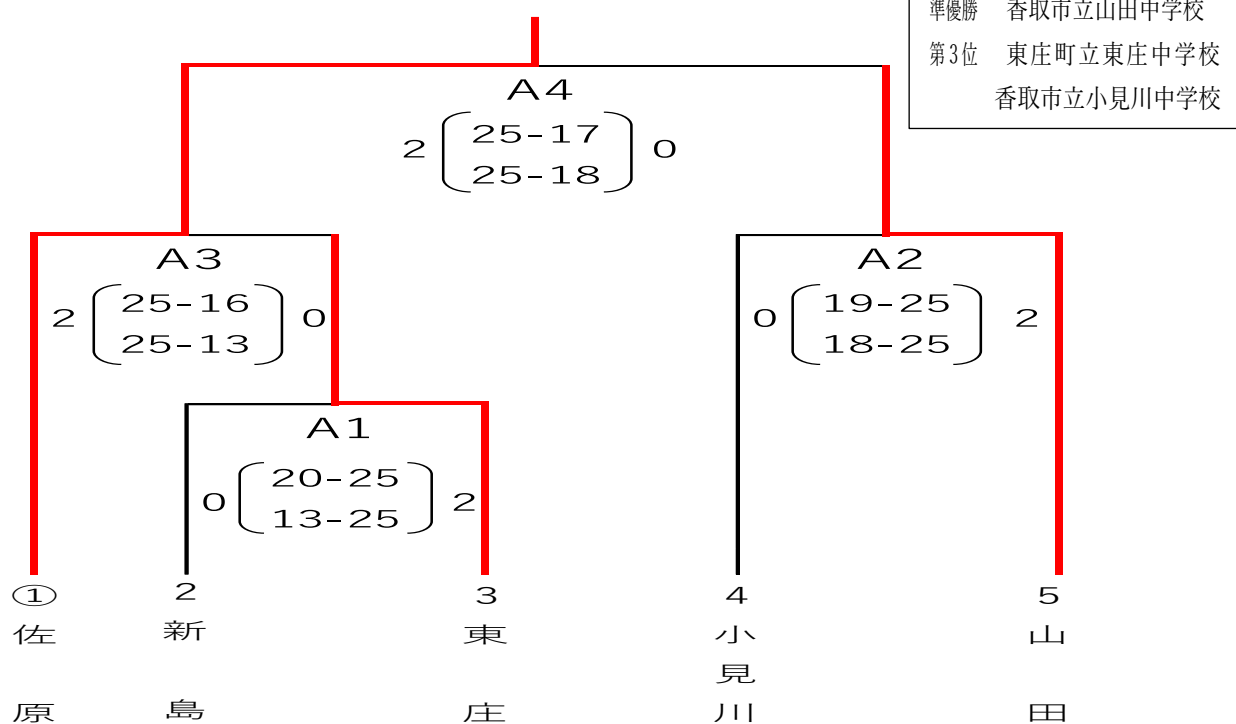 準優勝 香取市立山田中学校
第3位 東庄町立東庄中学校
香取市立小見川中学校
A4
2 25-17 0
25-18
A3
2 25-16 0
25-13
A2
0 19-25 2
18-25
A1
0 20-25 2
13-25
① 2 3 4 5
佐原
新島
東庄
小見川
山田